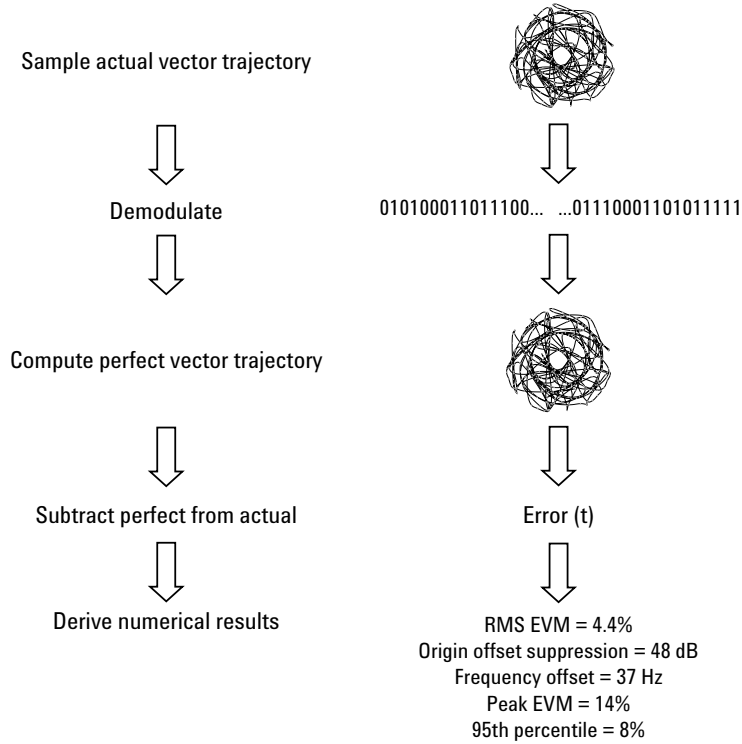 Sample actual vector trajectory
Demodulate
010100011011100... ...01110001101011111
Compute perfect vector trajectory
Subtract perfect from actual
Error (t)
Derive numerical results
RMS EVM = 4.4%
Origin offset suppression = 48 dB
Frequency offset = 37 Hz
Peak EVM = 14%
95th percentile = 8%